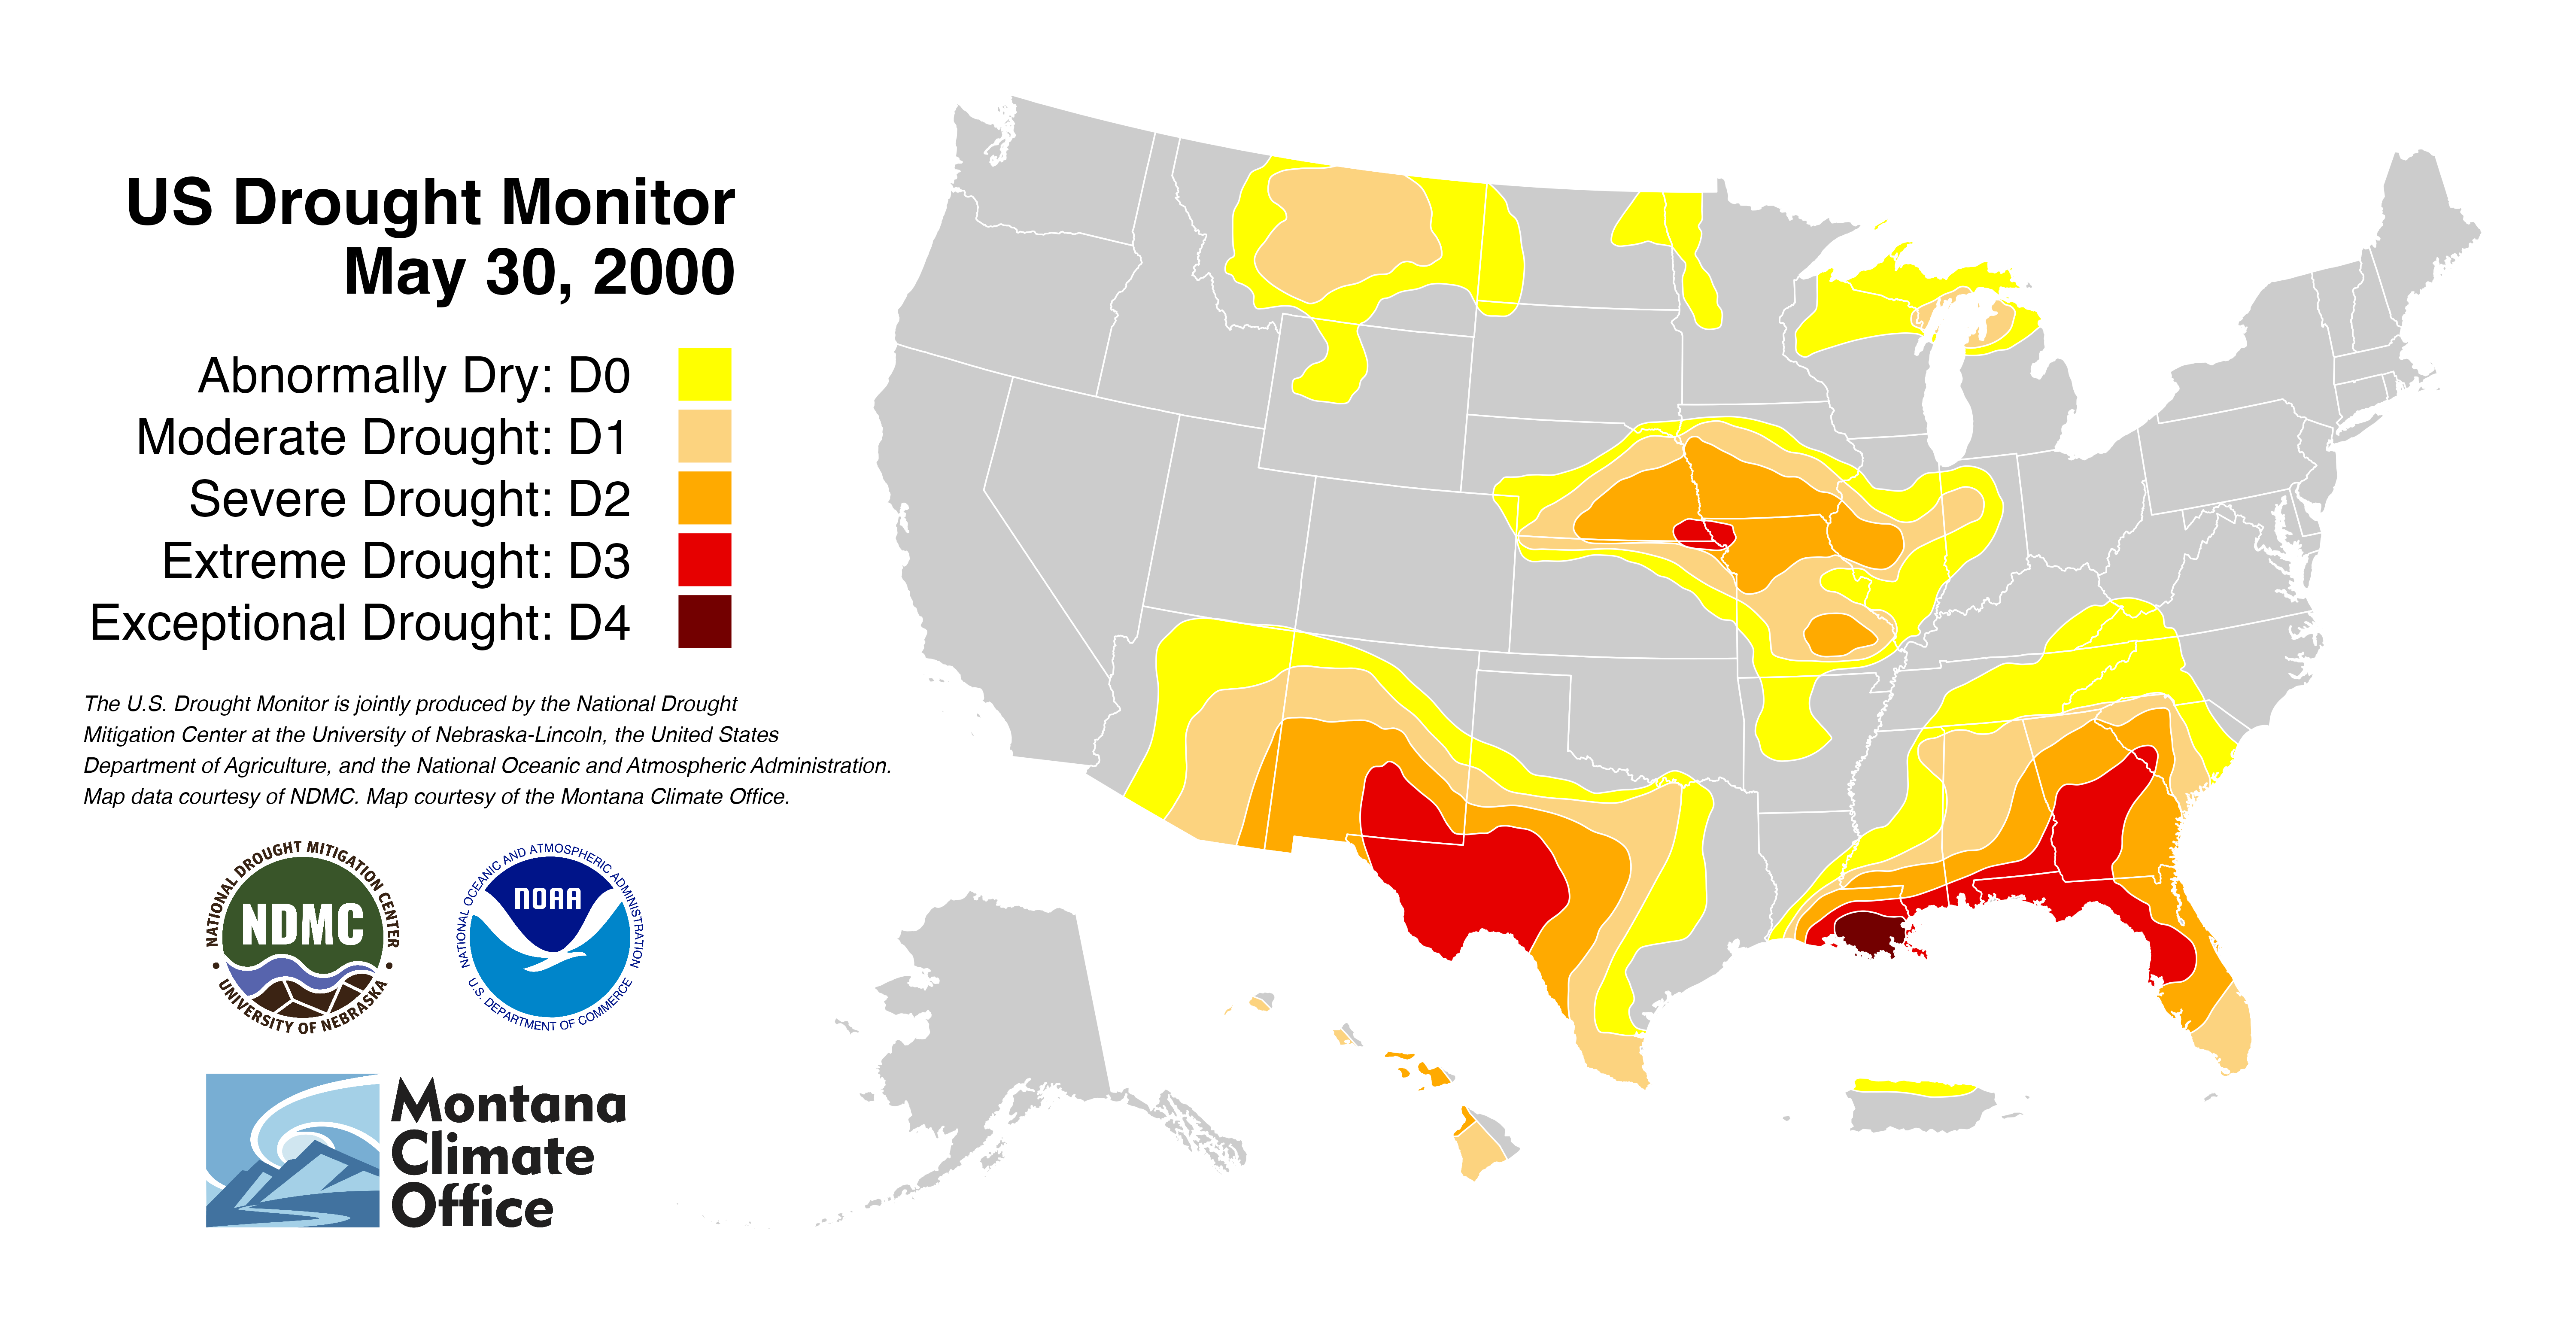 US Drought Monitor
May 30, 2000
Abnormally Dry: D0
Moderate Drought: D1
Severe Drought: D2
Extreme Drought: D3
Exceptional Drought: D4
The U.S. Drought Monitor is jointly produced by the National Drought
Mitigation Center at the University of Nebraska-Lincoln, the United States
Department of Agriculture, and the National Oceanic and Atmospheric Administration.
Map data courtesy of NDMC. Map courtesy of the Montana Climate Office.
NATIONAL DROUGHT MITIGATION CENTER
NDMC
UNIVERSITY OF NEBRASKA
NATIONAL OCEANIC AND ATMOSPHERIC ADMINISTRATION
NOAA
U.S. DEPARTMENT OF COMMERCE
Montana
Climate
Office